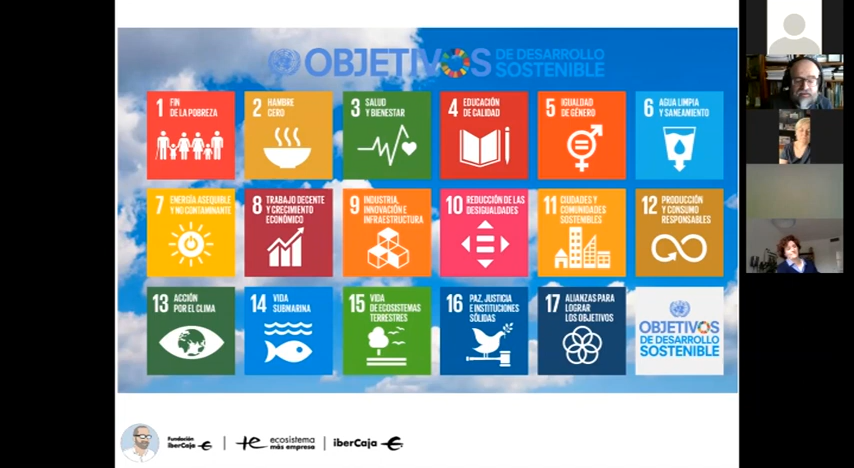 OBJETIVOS DE DESARROLLO SOSTENIBLE
1 FIN DE LA POBREZA
2 HAMBRE CERO
3 SALUD Y BIENESTAR
4 EDUCACIÓN DE CALIDAD
5 IGUALDAD DE GÉNERO
6 AGUA LIMPIA Y SANEAMIENTO
7 ENERGÍA ASEQUIBLE Y NO CONTAMINANTE
8 TRABAJO DECENTE Y CRECIMIENTO ECONÓMICO
9 INDUSTRIA, INNOVACIÓN E INFRAESTRUCTURA
10 REDUCCIÓN DE LAS DESIGUALDADES
11 CIUDADES Y COMUNIDADES SOSTENIBLES
12 PRODUCCIÓN Y CONSUMO RESPONSABLES
13 ACCIÓN POR EL CLIMA
14 VIDA SUBMARINA
15 VIDA DE ECOSISTEMAS TERRESTRES
16 PAZ, JUSTICIA E INSTITUCIONES SÓLIDAS
17 ALIANZAS PARA LOGRAR LOS OBJETIVOS
OBJETIVOS
DE DESARROLLO
SOSTENIBLE
Fundación
iberCaja
+e ecosistema
más empresa
iberCaja